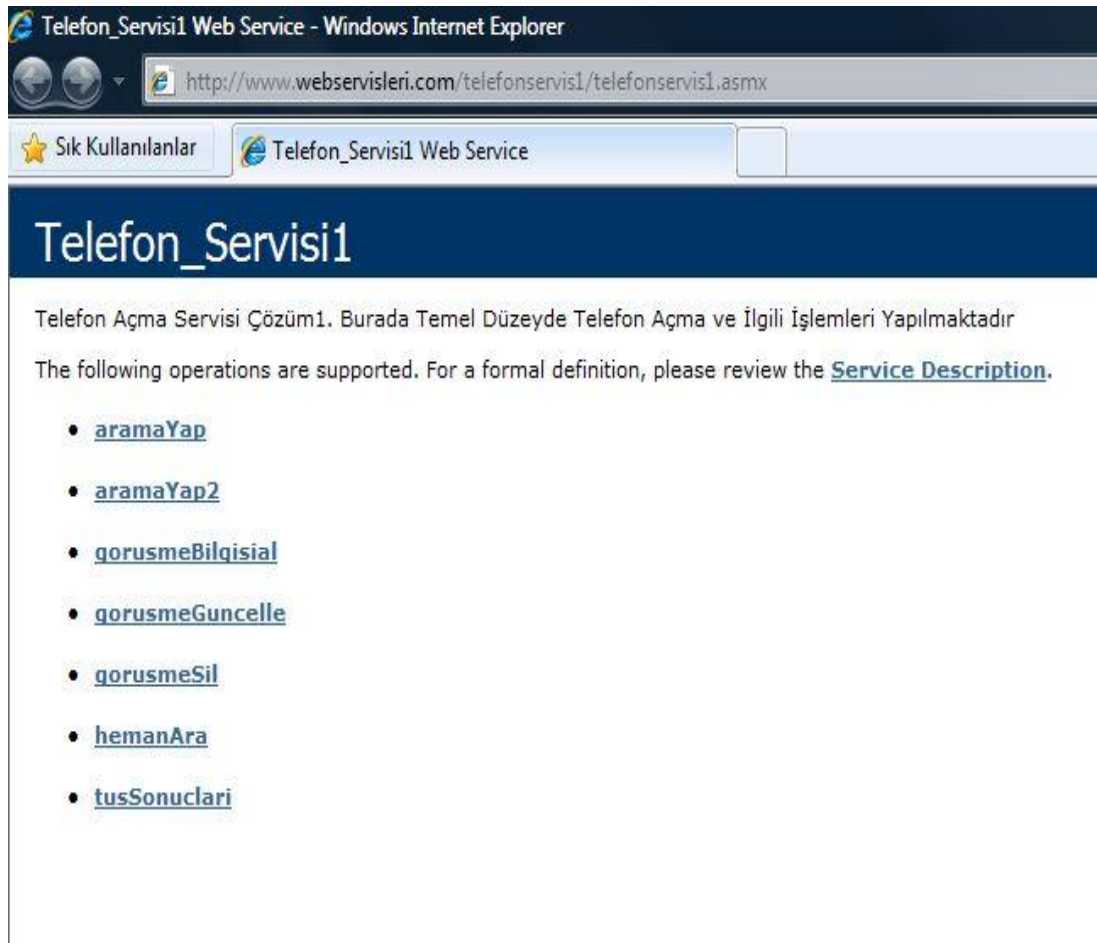 Telefon_Servisi1 Web Service - Windows Internet Explorer
http://www.webservisleri.com/telefonservis1/telefonservis1.asmx
Sık Kullanılanlar
Telefon_Servisi1 Web Service
Telefon_Servisi1
Telefon Açma Servisi Çözüm1. Burada Temel Düzeyde Telefon Açma ve İlgili İşlemleri Yapılmaktadır
The following operations are supported. For a formal definition, please review the Service Description.
aramaYap
aramaYap2
gorusmeBilgisial
gorusmeGuncelle
gorusmeSil
hemanAra
tusSonuclari